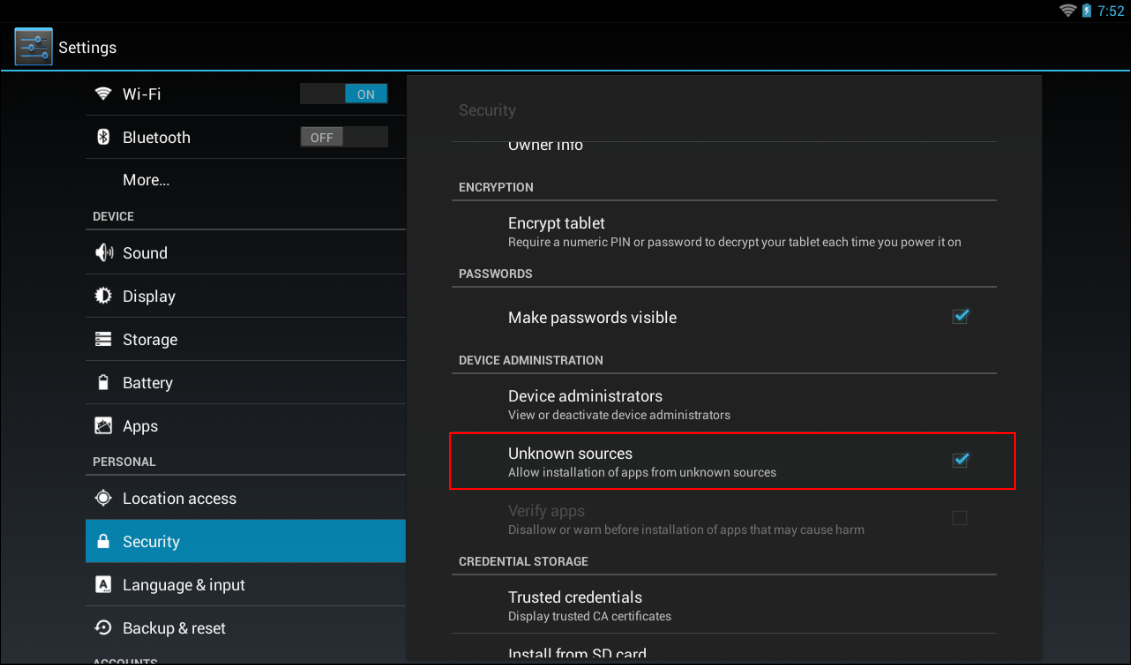 7:52
Settings
Wi-Fi
ON
Bluetooth
OFF
More...
DEVICE
Sound
Display
Storage
Battery
Apps
PERSONAL
Location access
Security
Language & input
Backup & reset
ACCOUNTS
Security
Owner info
ENCRYPTION
Encrypt tablet
Require a numeric PIN or password to decrypt your tablet each time you power it on
PASSWORDS
Make passwords visible
DEVICE ADMINISTRATION
Device administrators
View or deactivate device administrators
Unknown sources
Allow installation of apps from unknown sources
Verify apps
Disallow or warn before installation of apps that may cause harm
CREDENTIAL STORAGE
Trusted credentials
Display trusted CA certificates
Install from SD card